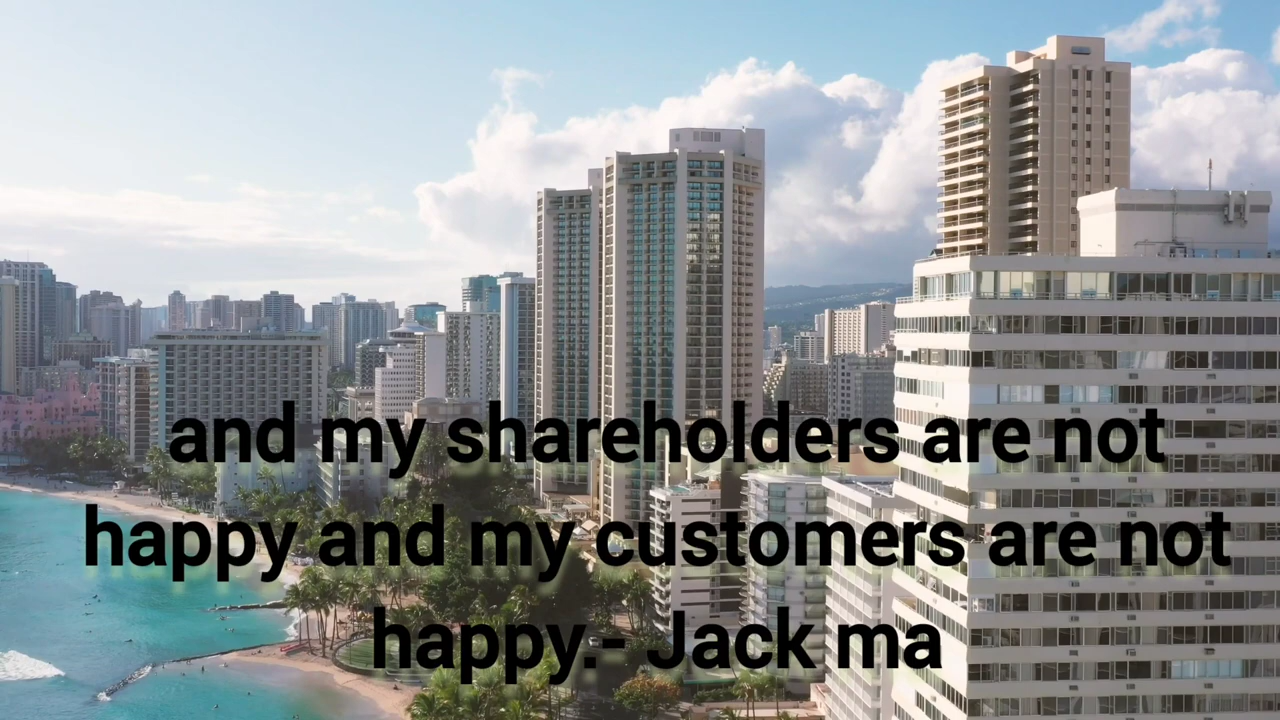 and my shareholders are not
happy and my customers are not
happy.- Jack ma